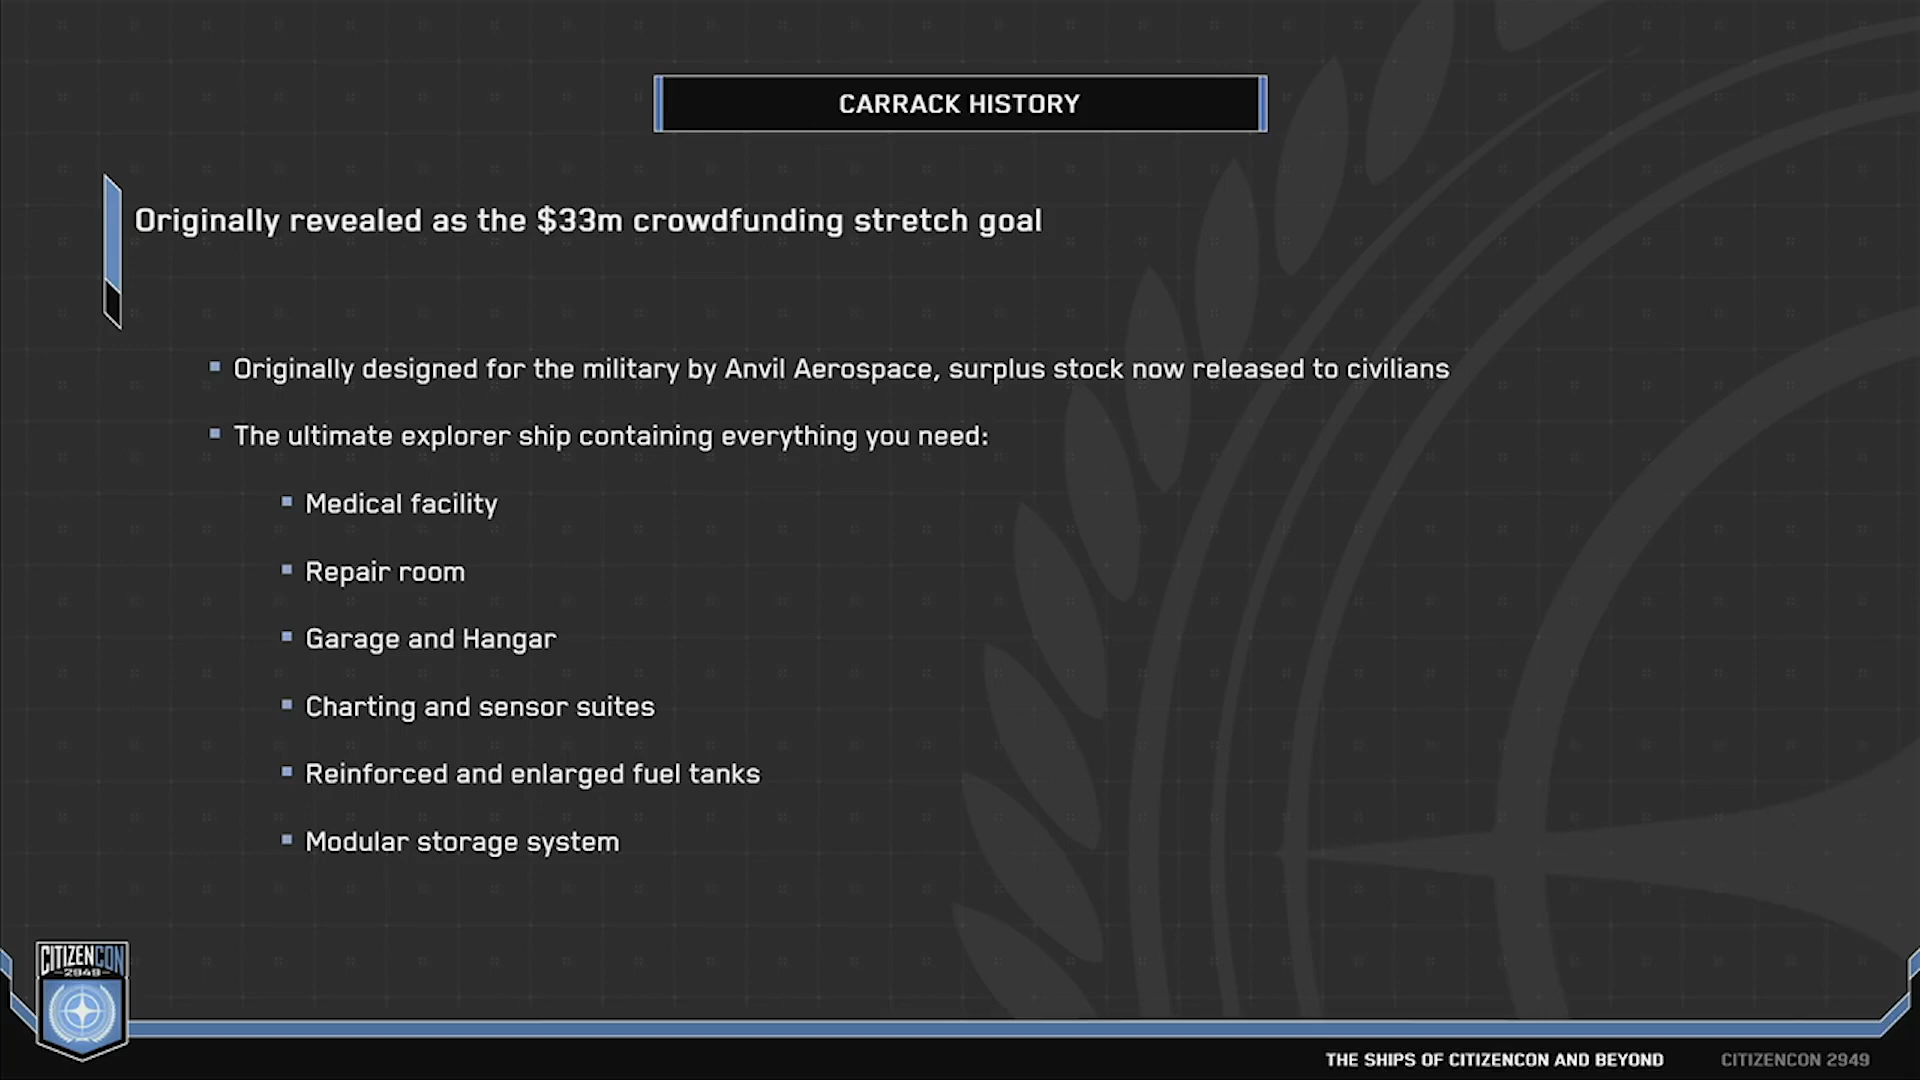 CARRACK HISTORY
Originally revealed as the $33m crowdfunding stretch goal
Originally designed for the military by Anvil Aerospace, surplus stock now released to civilians
The ultimate explorer ship containing everything you need:
Medical facility
Repair room
Garage and Hangar
Charting and sensor suites
Reinforced and enlarged fuel tanks
Modular storage system
CITIZENCON
2949
THE SHIPS OF CITIZENCON AND BEYOND
CITIZENCON 2949